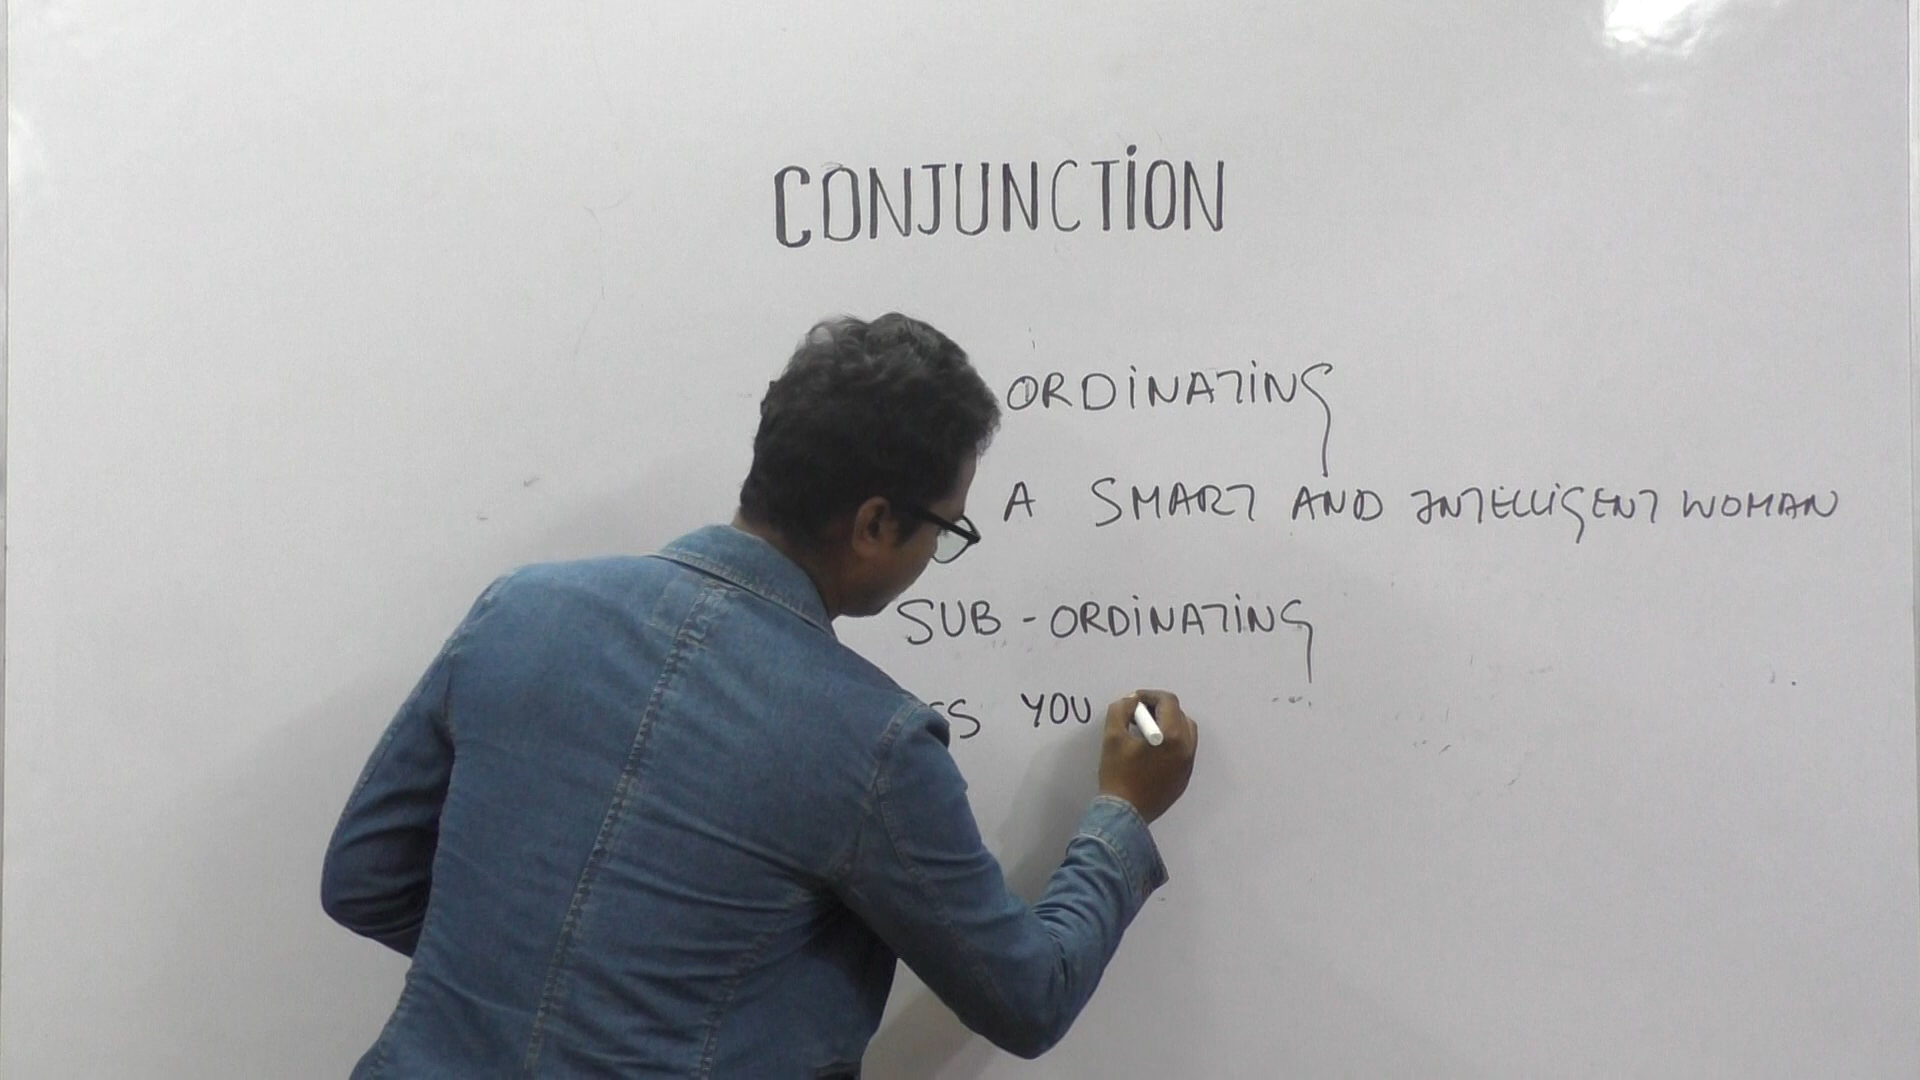 CONJUNCTION
ORDINATING
A SMART AND INTELLIGENT WOMAN
SUB-ORDINATING
YOU